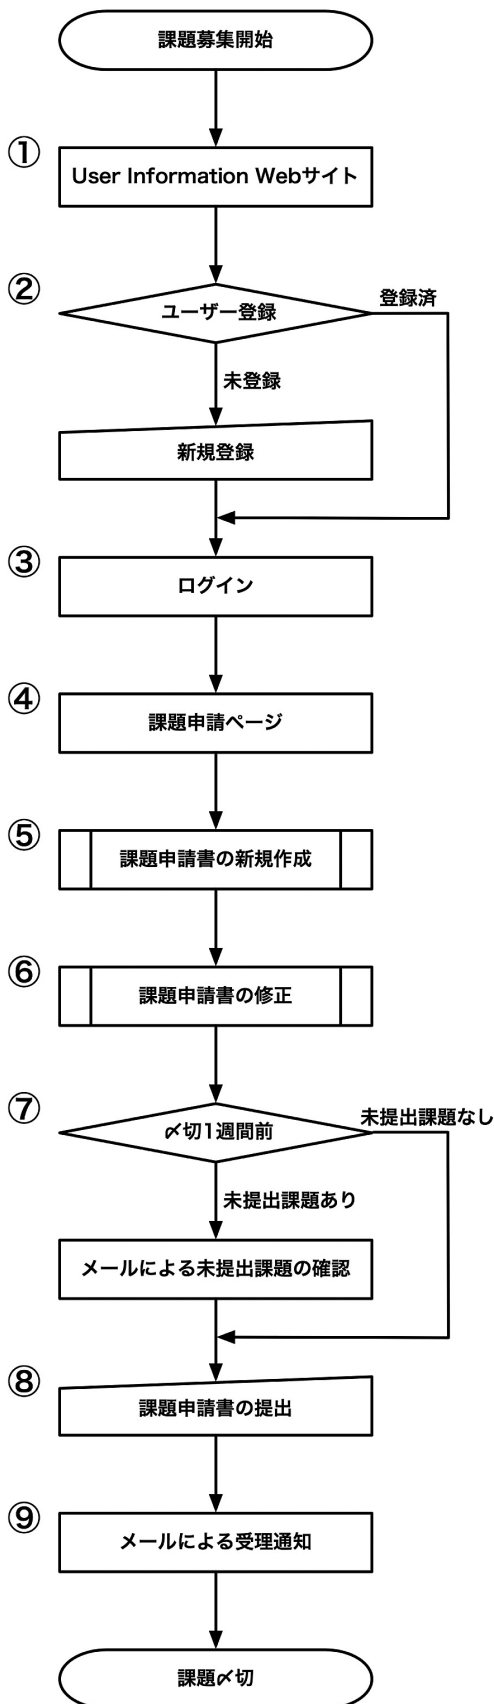 課題募集開始
①
User Information Webサイト
②
ユーザー登録
登録済
未登録
新規登録
③
ログイン
④
課題申請ページ
⑤
課題申請書の新規作成
⑥
課題申請書の修正
⑦
〆切1週間前
未提出課題なし
未提出課題あり
メールによる未提出課題の確認
⑧
課題申請書の提出
⑨
メールによる受理通知
課題〆切